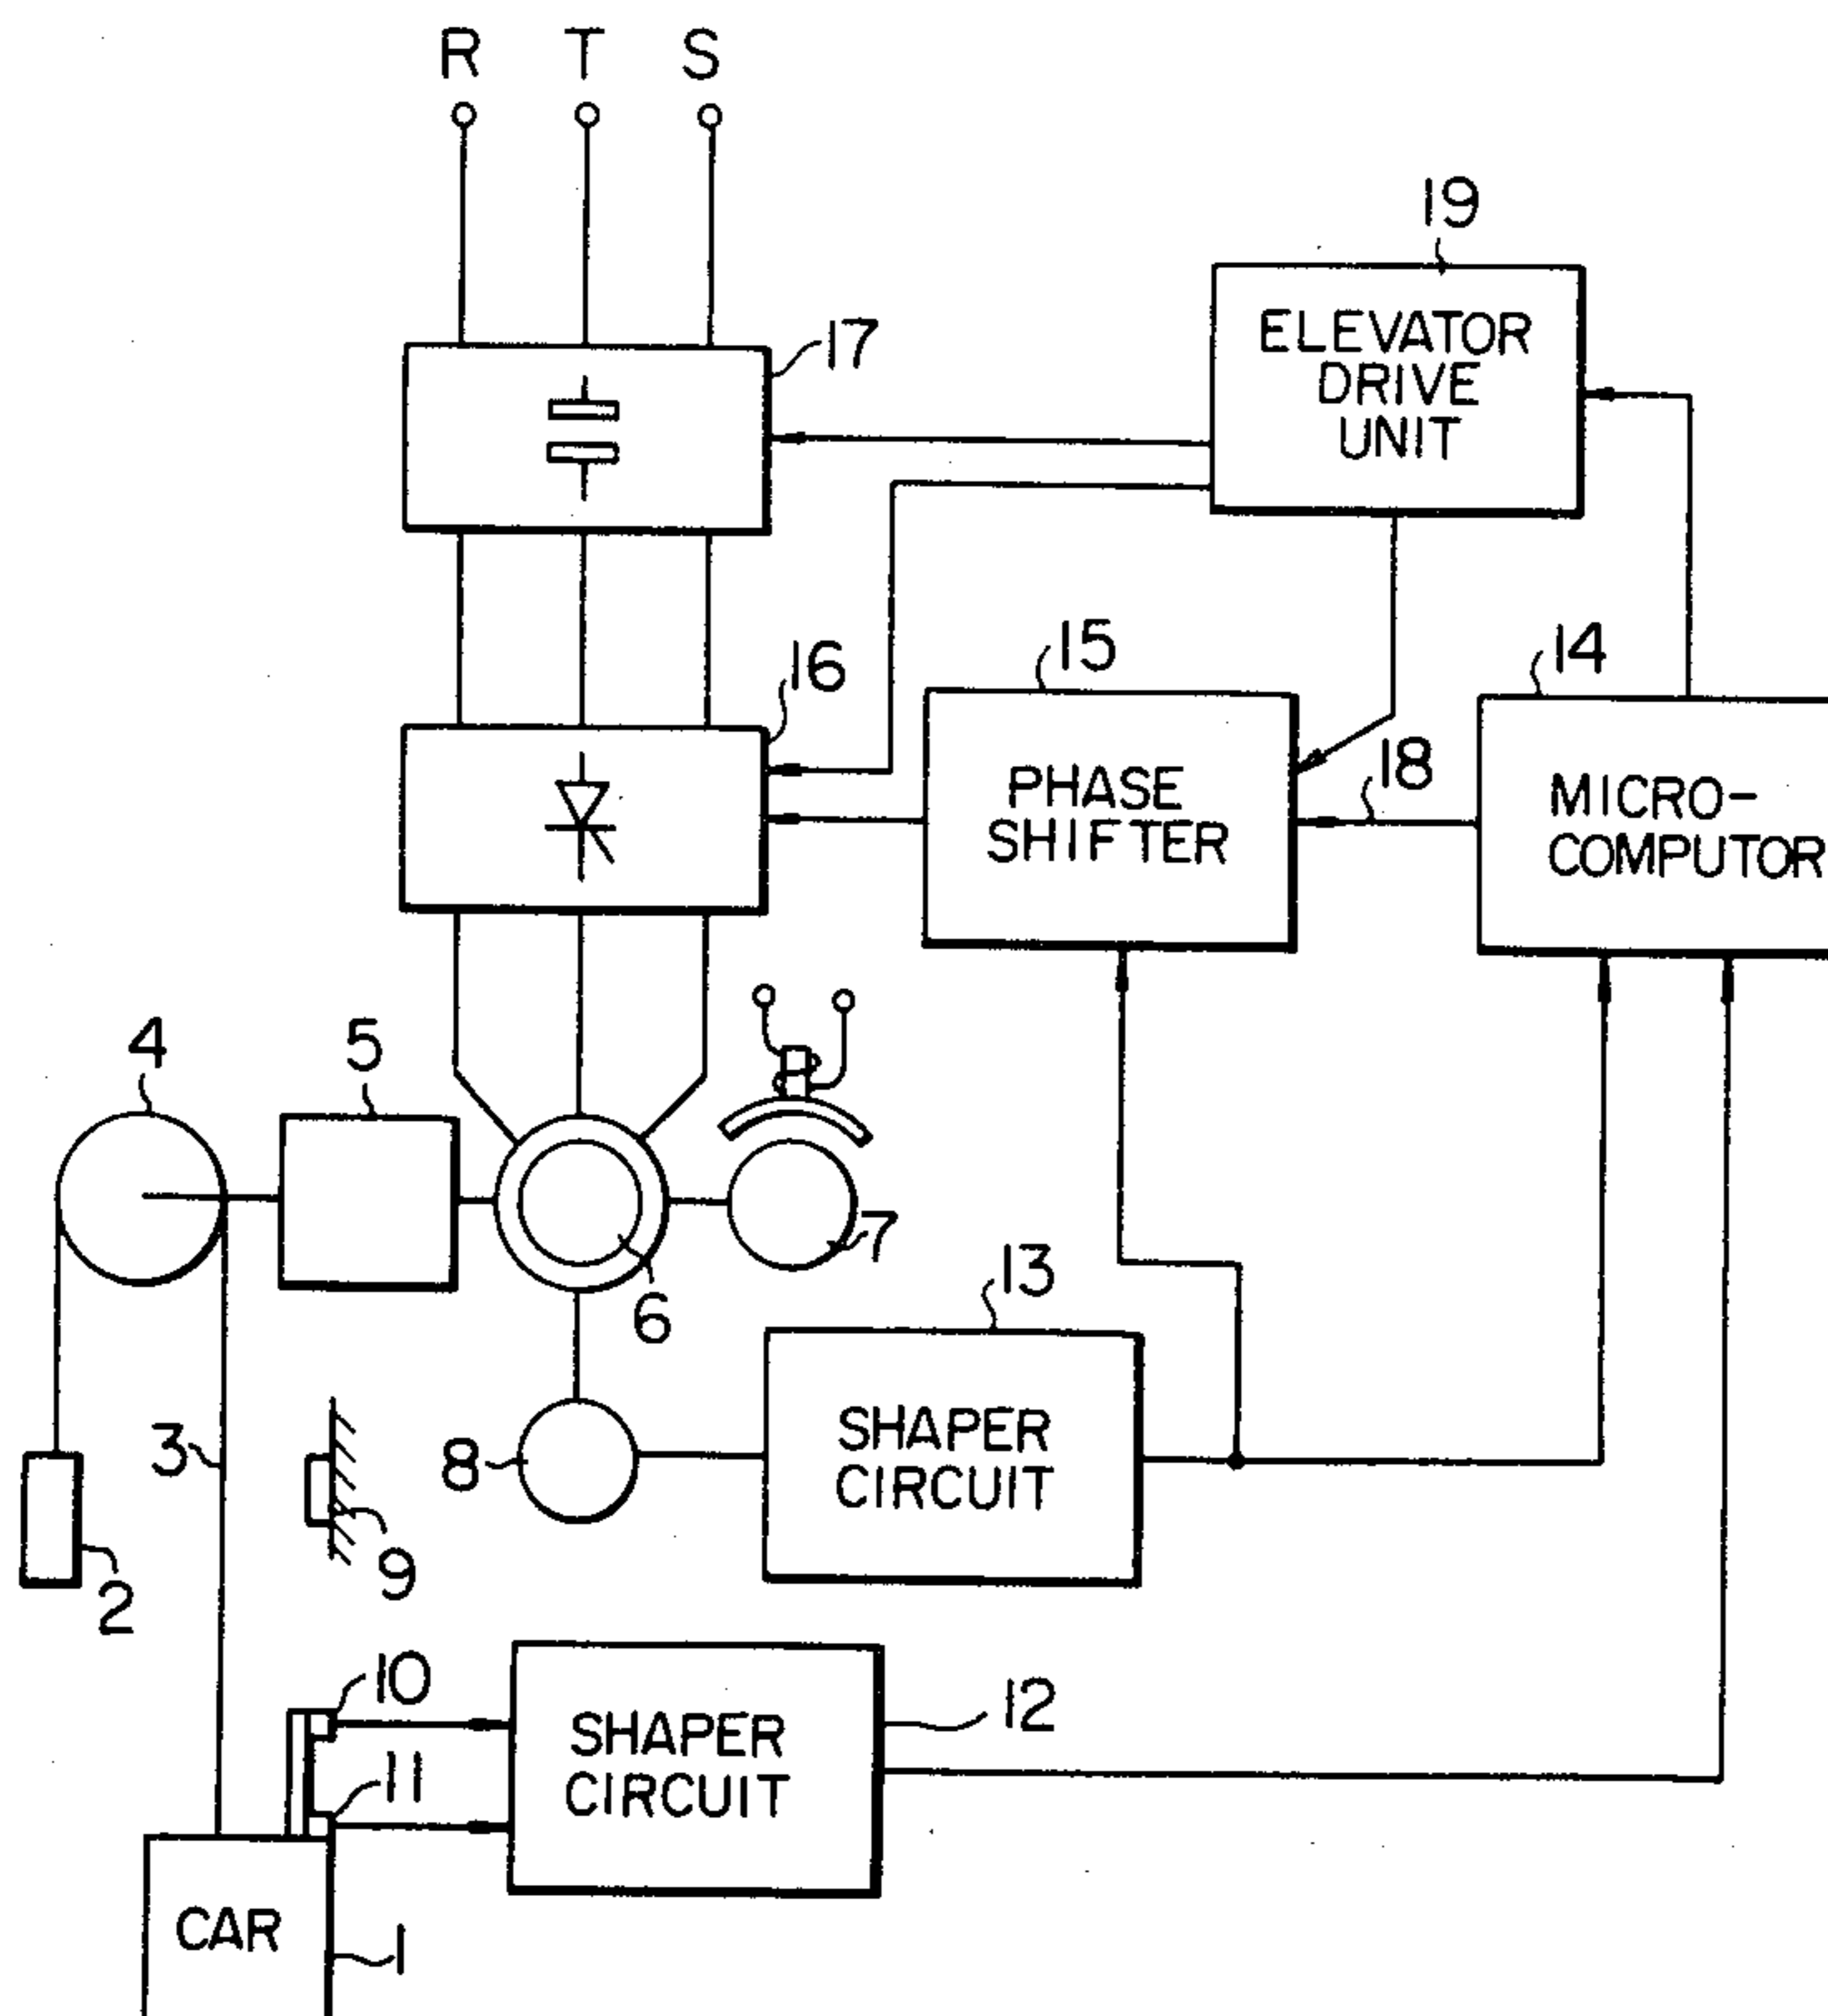 R T S
19
ELEVATOR
DRIVE
UNIT
17
15
14
16
18
PHASE
SHIFTER
MICRO-
COMPUTOR
4
5
7
6
13
3
8
SHAPER
CIRCUIT
9
2
10
12
SHAPER
CIRCUIT
11
CAR
1